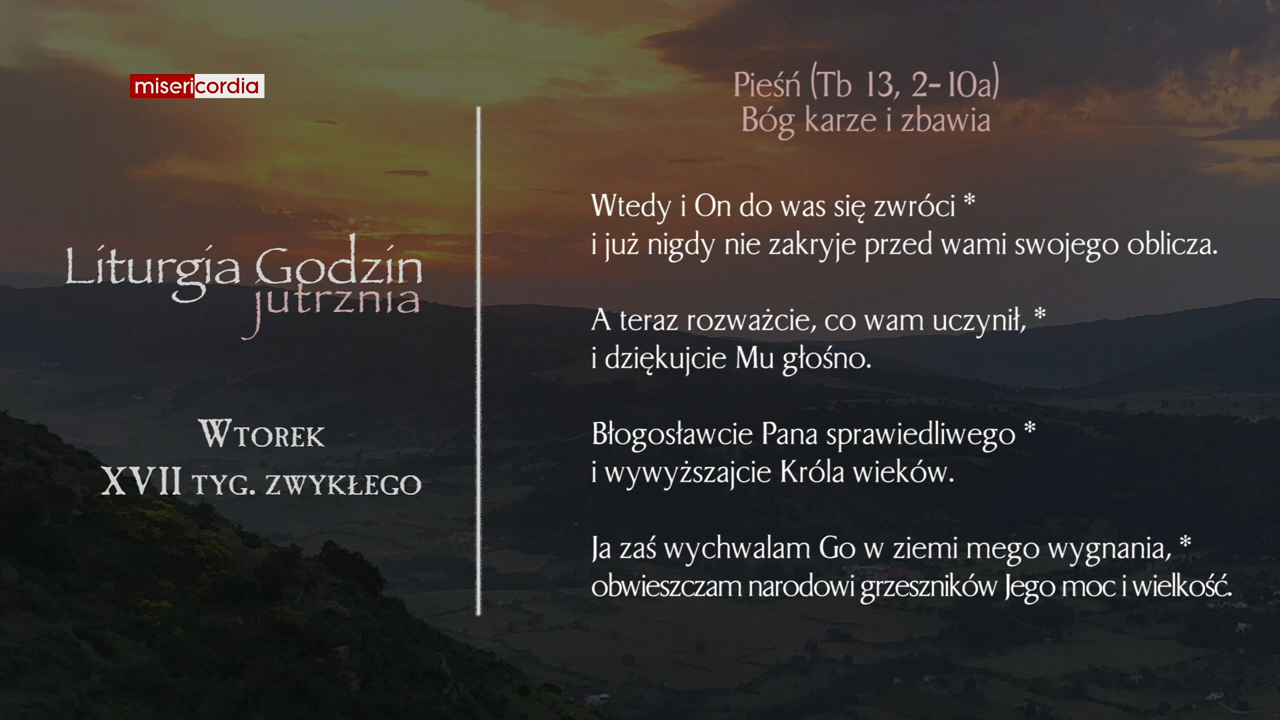 misericordia
Liturgia Godzin
jutrznia
Wtorek
XVII tyg. zwykłego
Pieśń (Tb 13, 2-10a)
Bóg karze i zbawia
Wtedy i On do was się zwróci *
i już nigdy nie zakryje przed wami swojego oblicza.
A teraz rozważcie, co wam uczynił, *
i dziękujcie Mu głośno.
Błogosławcie Pana sprawiedliwego *
i wywyższajcie Króla wieków.
Ja zaś wychwalam Go w ziemi mego wygnania, *
obwieszczam narodowi grzeszników Jego moc i wielkość.